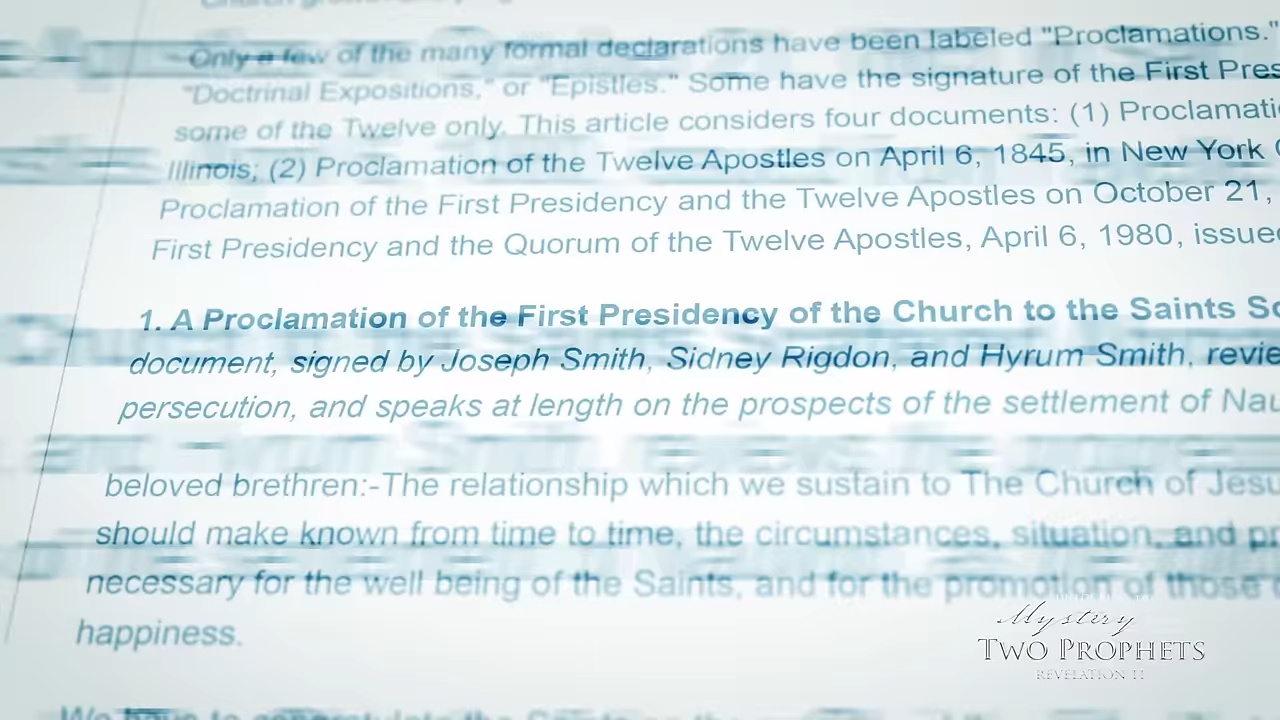 Only a few of the many formal declarations have been labeled "Proclamations."
"Doctrinal Expositions," or "Epistles." Some have the signature of the First Pres
some of the Twelve only. This article considers four documents: (1) Proclamati
Illinois; (2) Proclamation of the Twelve Apostles on April 6, 1845, in New York
Proclamation of the First Presidency and the Twelve Apostles on October 21,
First Presidency and the Quorum of the Twelve Apostles, April 6, 1980, issue
1. A Proclamation of the First Presidency of the Church to the Saints Sc
document, signed by Joseph Smith, Sidney Rigdon, and Hyrum Smith, revie
persecution, and speaks at length on the prospects of the settlement of Nau
beloved brethren:-The relationship which we sustain to The Church of Jesu
should make known from time to time, the circumstances, situation, and pr
necessary for the well being of the Saints, and for the promotion of those
happiness.
Mystery
TWO PROPHETS
REVELATION 11